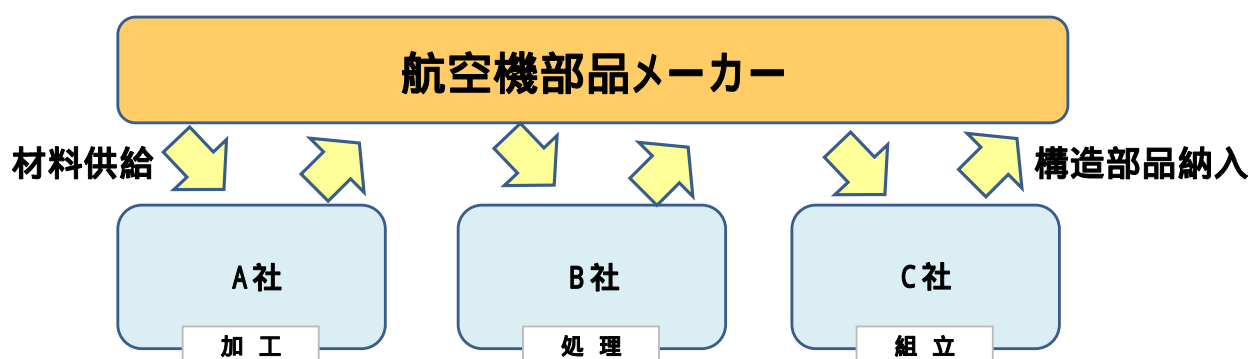 航空機部品メーカー
材料供給
構造部品納入
A社
B社
C社
加工
処理
組立